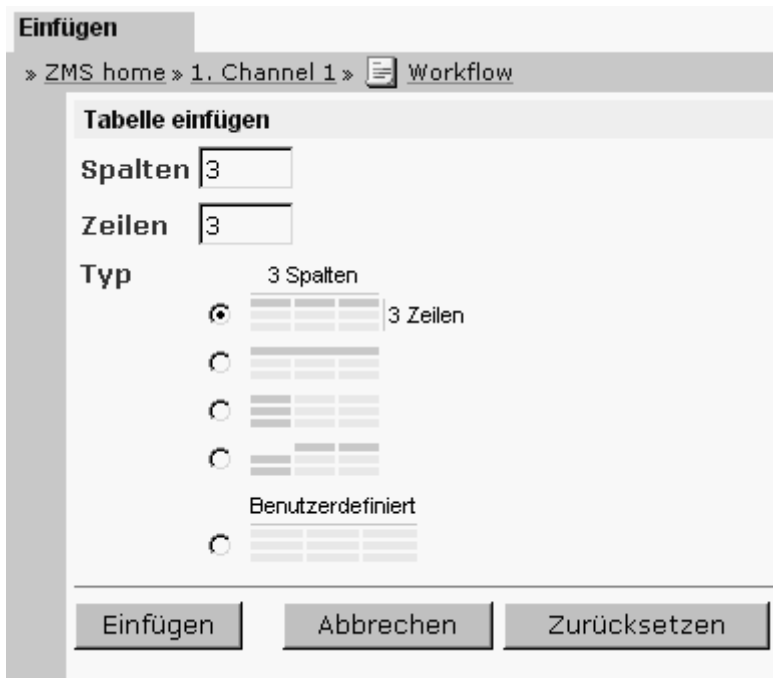 Einfügen
» ZMS home » 1. Channel 1 » Workflow
Tabelle einfügen
Spalten 3
Zeilen 3
Typ 3 Spalten
3 Zeilen
Benutzerdefiniert
Einfügen Abbrechen Zurücksetzen